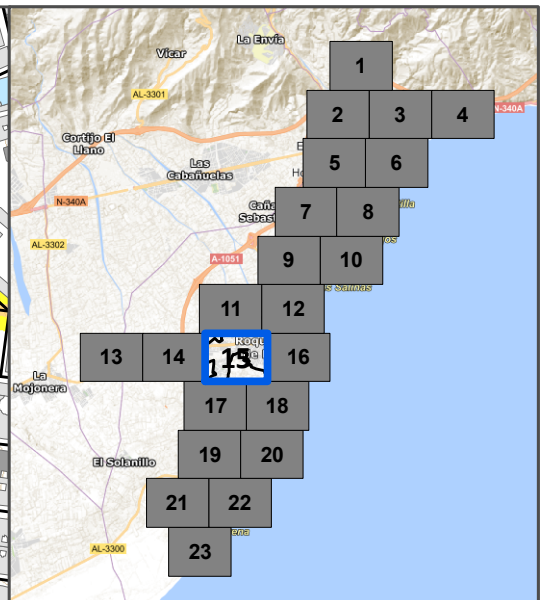 La Envía
Vicar
1
AL-3301
N-340A
2 3 4
Cortijo El
Llano
Las
Cabañuelas
5 6
N-340A
7 8
AL-3302
A-1051
9 10
11 12
13 14 15 16
La
Mojonera
17 18
El Solanillo
19 20
21 22
AL-3300
23